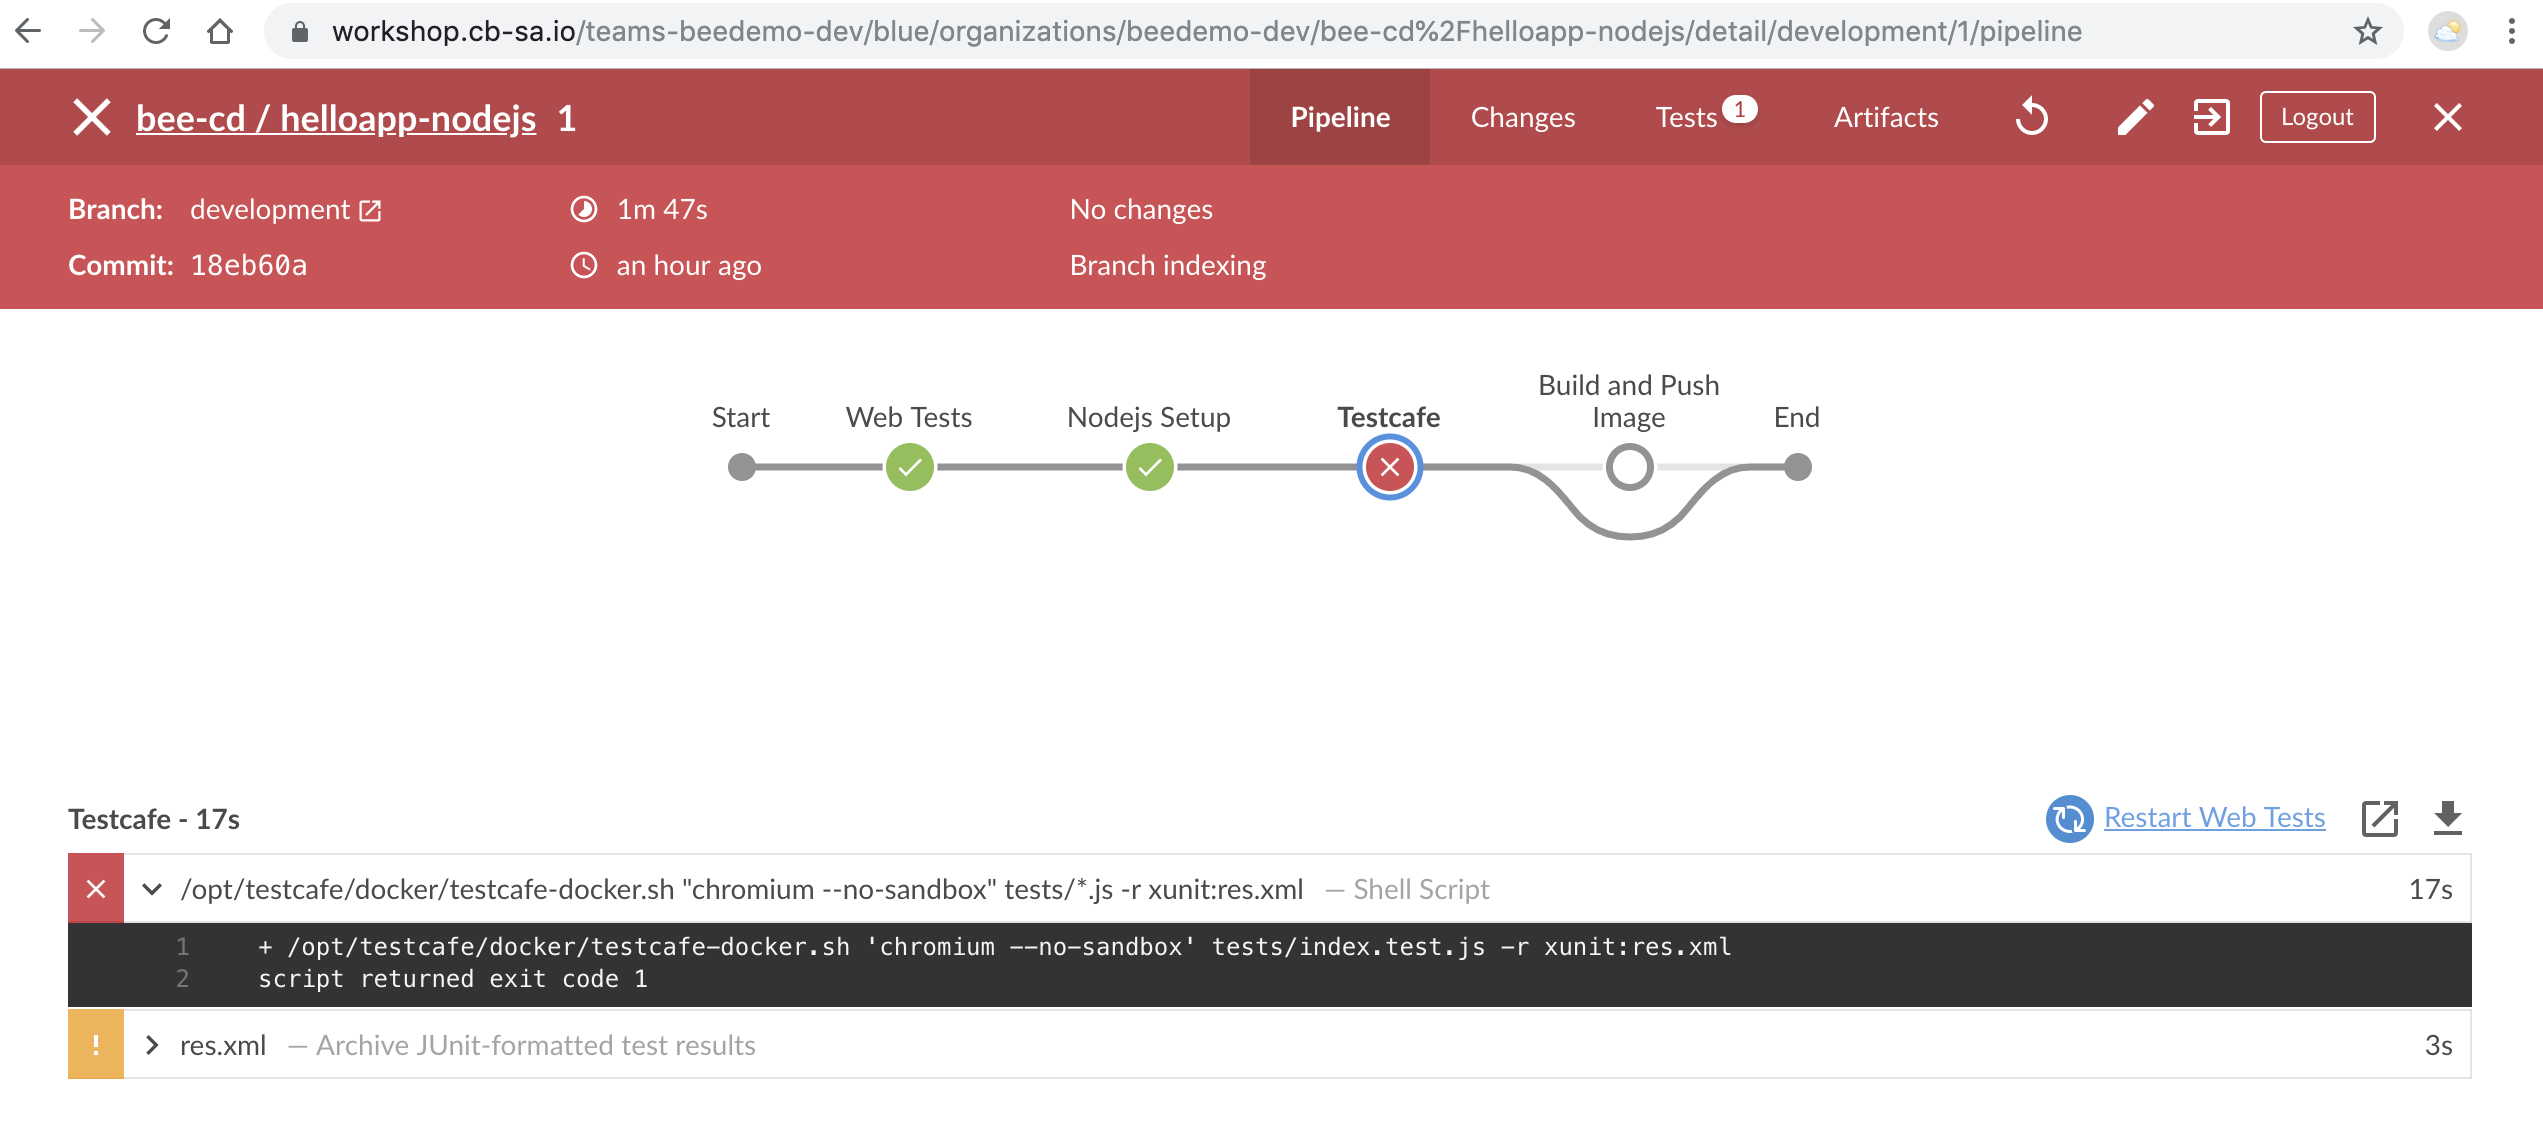 workshop.cb-sa.io/teams-beedemo-dev/blue/organizations/beedemo-dev/bee-cd%2Fhelloapp-nodejs/detail/development/1/pipeline
bee-cd / helloapp-nodejs 1
Pipeline
Changes
Tests 1
Artifacts
Logout
Branch: development
1m 47s
No changes
Commit: 18eb60a
an hour ago
Branch indexing
Start
Web Tests
Nodejs Setup
Testcafe
Build and Push
Image
End
Testcafe - 17s
Restart Web Tests
/opt/testcafe/docker/testcafe-docker.sh "chromium --no-sandbox" tests/*.js -r xunit:res.xml — Shell Script 17s
1 + /opt/testcafe/docker/testcafe-docker.sh 'chromium --no-sandbox' tests/index.test.js -r xunit:res.xml
2 script returned exit code 1
! res.xml — Archive JUnit-formatted test results 3s